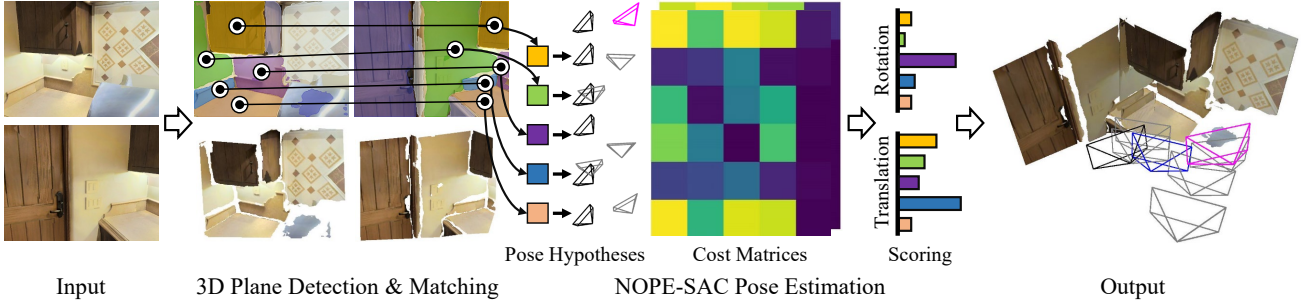 Rotation
Translation
Pose Hypotheses
Cost Matrices
Scoring
Input
3D Plane Detection & Matching
NOPE-SAC Pose Estimation
Output